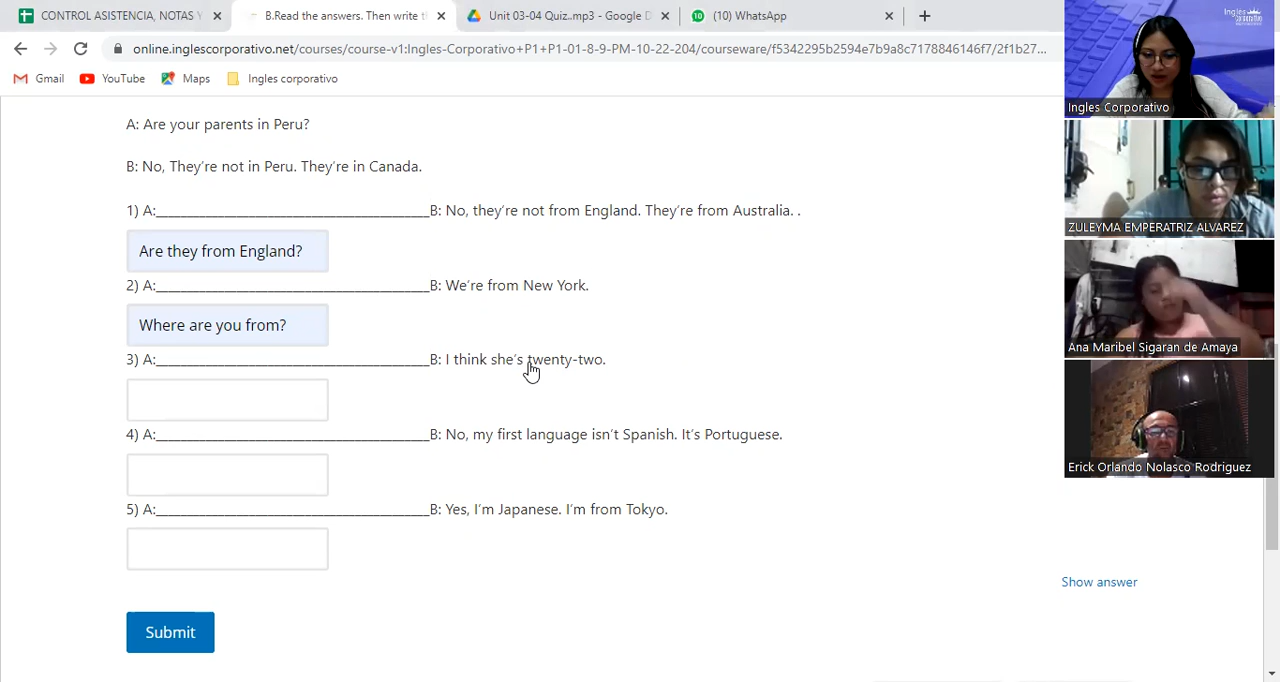 CONTROL ASISTENCIA, NOTAS Y
B.Read the answers. Then write t
Unit 03-04 Quiz..mp3 - Google D
(10) WhatsApp
online.inglescorporativo.net/courses/course-v1:Ingles-Corporativo+P1+P1-01-8-9-PM-10-22-204/courseware/f5342295b2594e7b9a8c7178846146f7/2f1b27...
Gmail
YouTube
Maps
Ingles corporativo
A: Are your parents in Peru?
B: No, They're not in Peru. They're in Canada.
1) A:__________________________________B: No, they're not from England. They're from Australia. .
Are they from England?
2) A:__________________________________B: We're from New York.
Where are you from?
3) A:__________________________________B: I think she's twenty-two.
4) A:__________________________________B: No, my first language isn't Spanish. It's Portuguese.
5) A:__________________________________B: Yes, I'm Japanese. I'm from Tokyo.
Show answer
Submit
Ingles Corporativo
ZULEYMA EMPERATRIZ ALVAREZ
Ana Maribel Sigaran de Amaya
Erick Orlando Nolasco Rodriguez